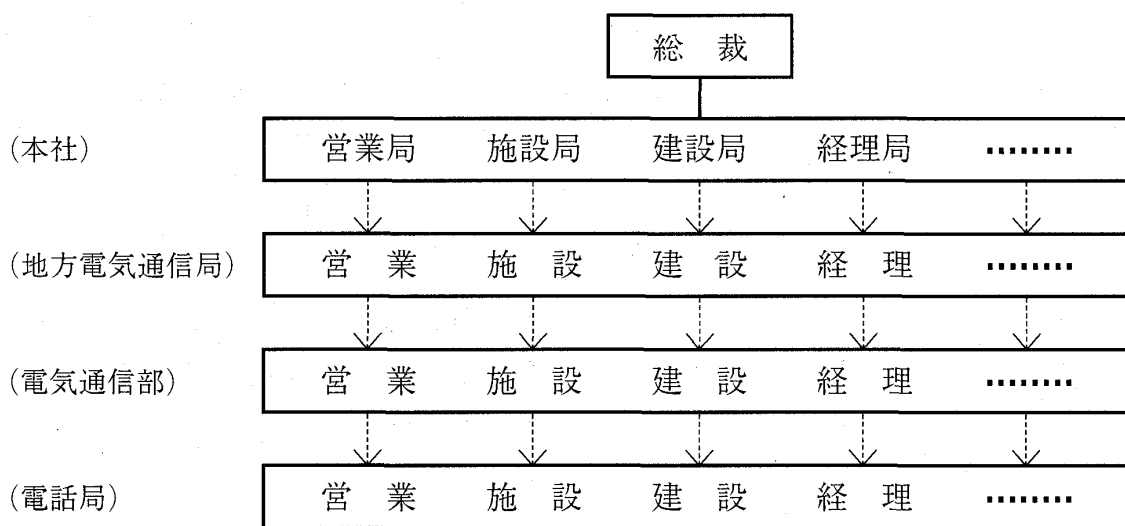 総 裁
(本社) 営業局 施設局 建設局 経理局 ………
(地方電気通信局) 営 業 施 設 建 設 経 理 ………
(電気通信部) 営 業 施 設 建 設 経 理 ………
(電話局) 営 業 施 設 建 設 経 理 ………